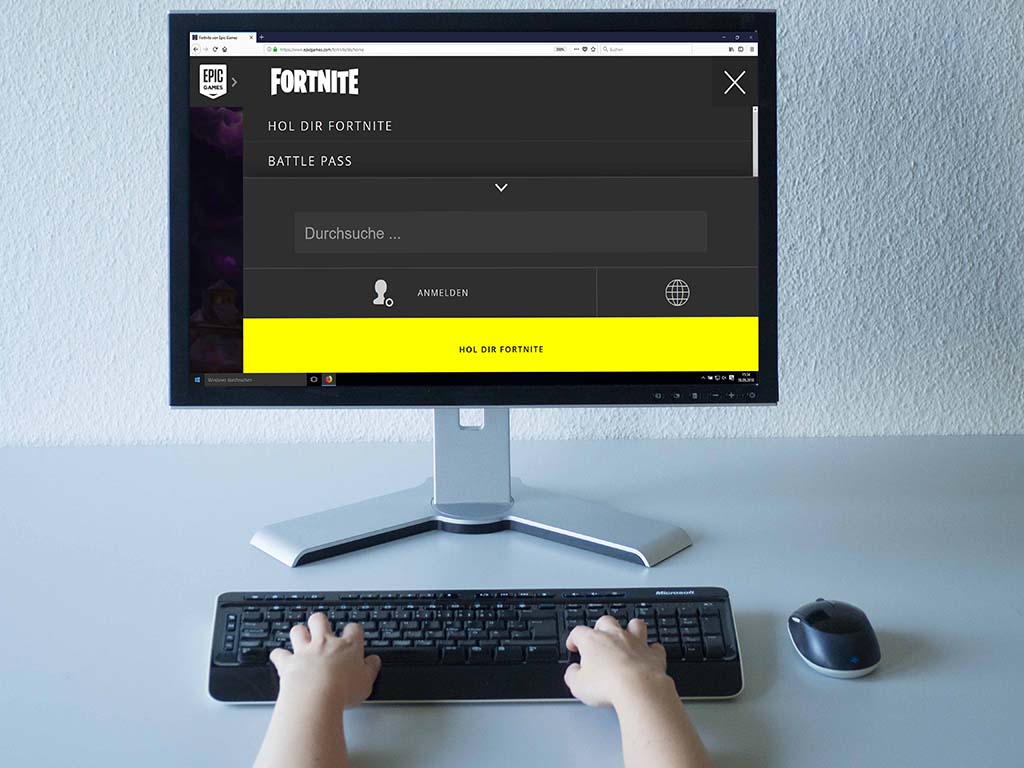 Fortnite von Epic Games
https://www.epicgames.com/fortnite/de/home
Suchen
EPIC
GAMES
FORTNITE
HOL DIR FORTNITE
BATTLE PASS
Durchsuche ...
ANMELDEN
HOL DIR FORTNITE
Windows durchsuchen
Microsoft